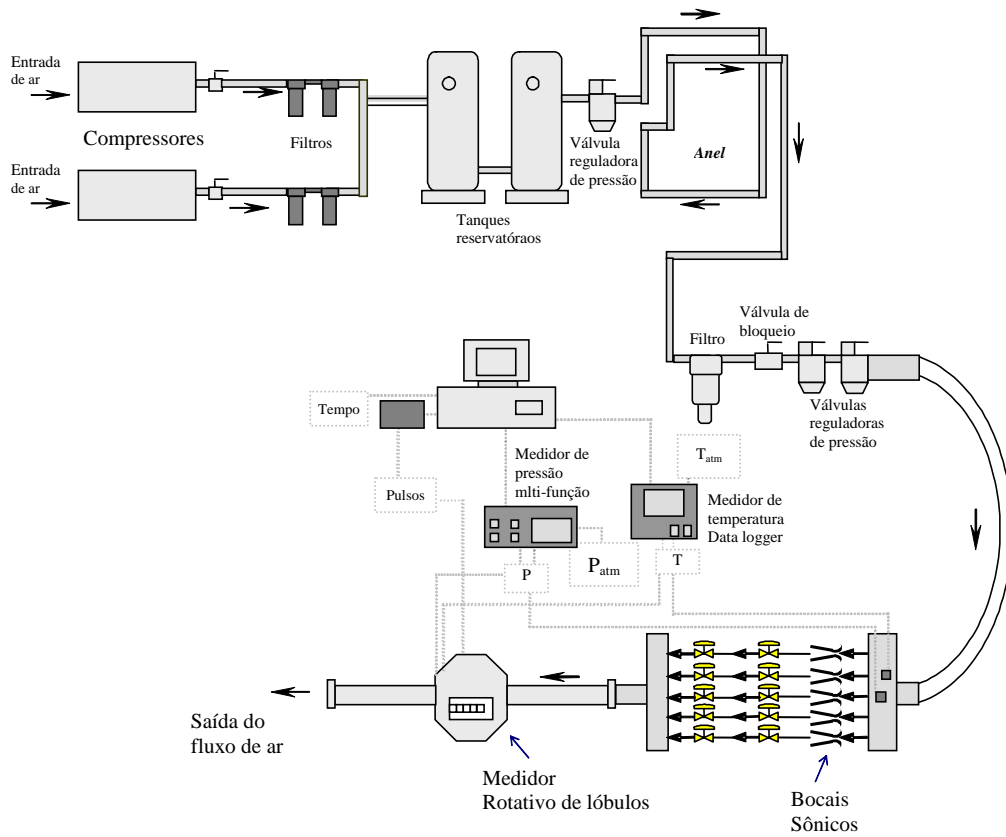 Entrada
de ar
Compressores
Filtros
Entrada
de ar
Tanques
reservatóraos
Válvula
reguladora
de pressão
Anel
Válvula de
bloqueio
Filtro
Válvulas
reguladoras
de pressão
Tempo
Pulsos
Medidor de
pressão
mlti-função
Tatm
Medidor de
temperatura
Data logger
P
Patm
T
Saída do
fluxo de ar
Medidor
Rotativo de lóbulos
Bocais
Sônicos